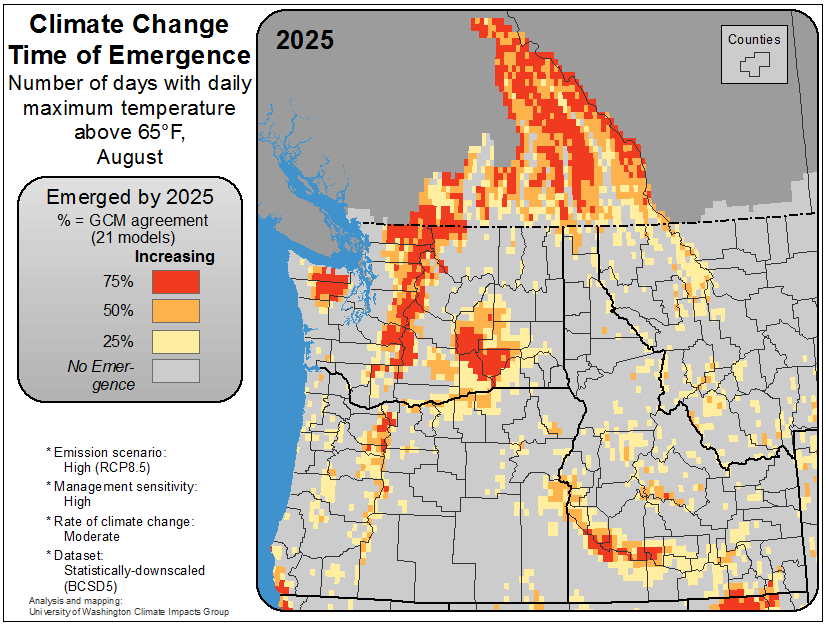 Climate Change
Time of Emergence
Number of days with daily
maximum temperature
above 65°F,
August
Emerged by 2025
% = GCM agreement
(21 models)
Increasing
75%
50%
25%
No Emer-
gence
* Emission scenario:
High (RCP8.5)
* Management sensitivity:
High
* Rate of climate change:
Moderate
* Dataset:
Statistically-downscaled
(BCSD5)
Analysis and mapping:
University of Washington Climate Impacts Group
2025
Counties